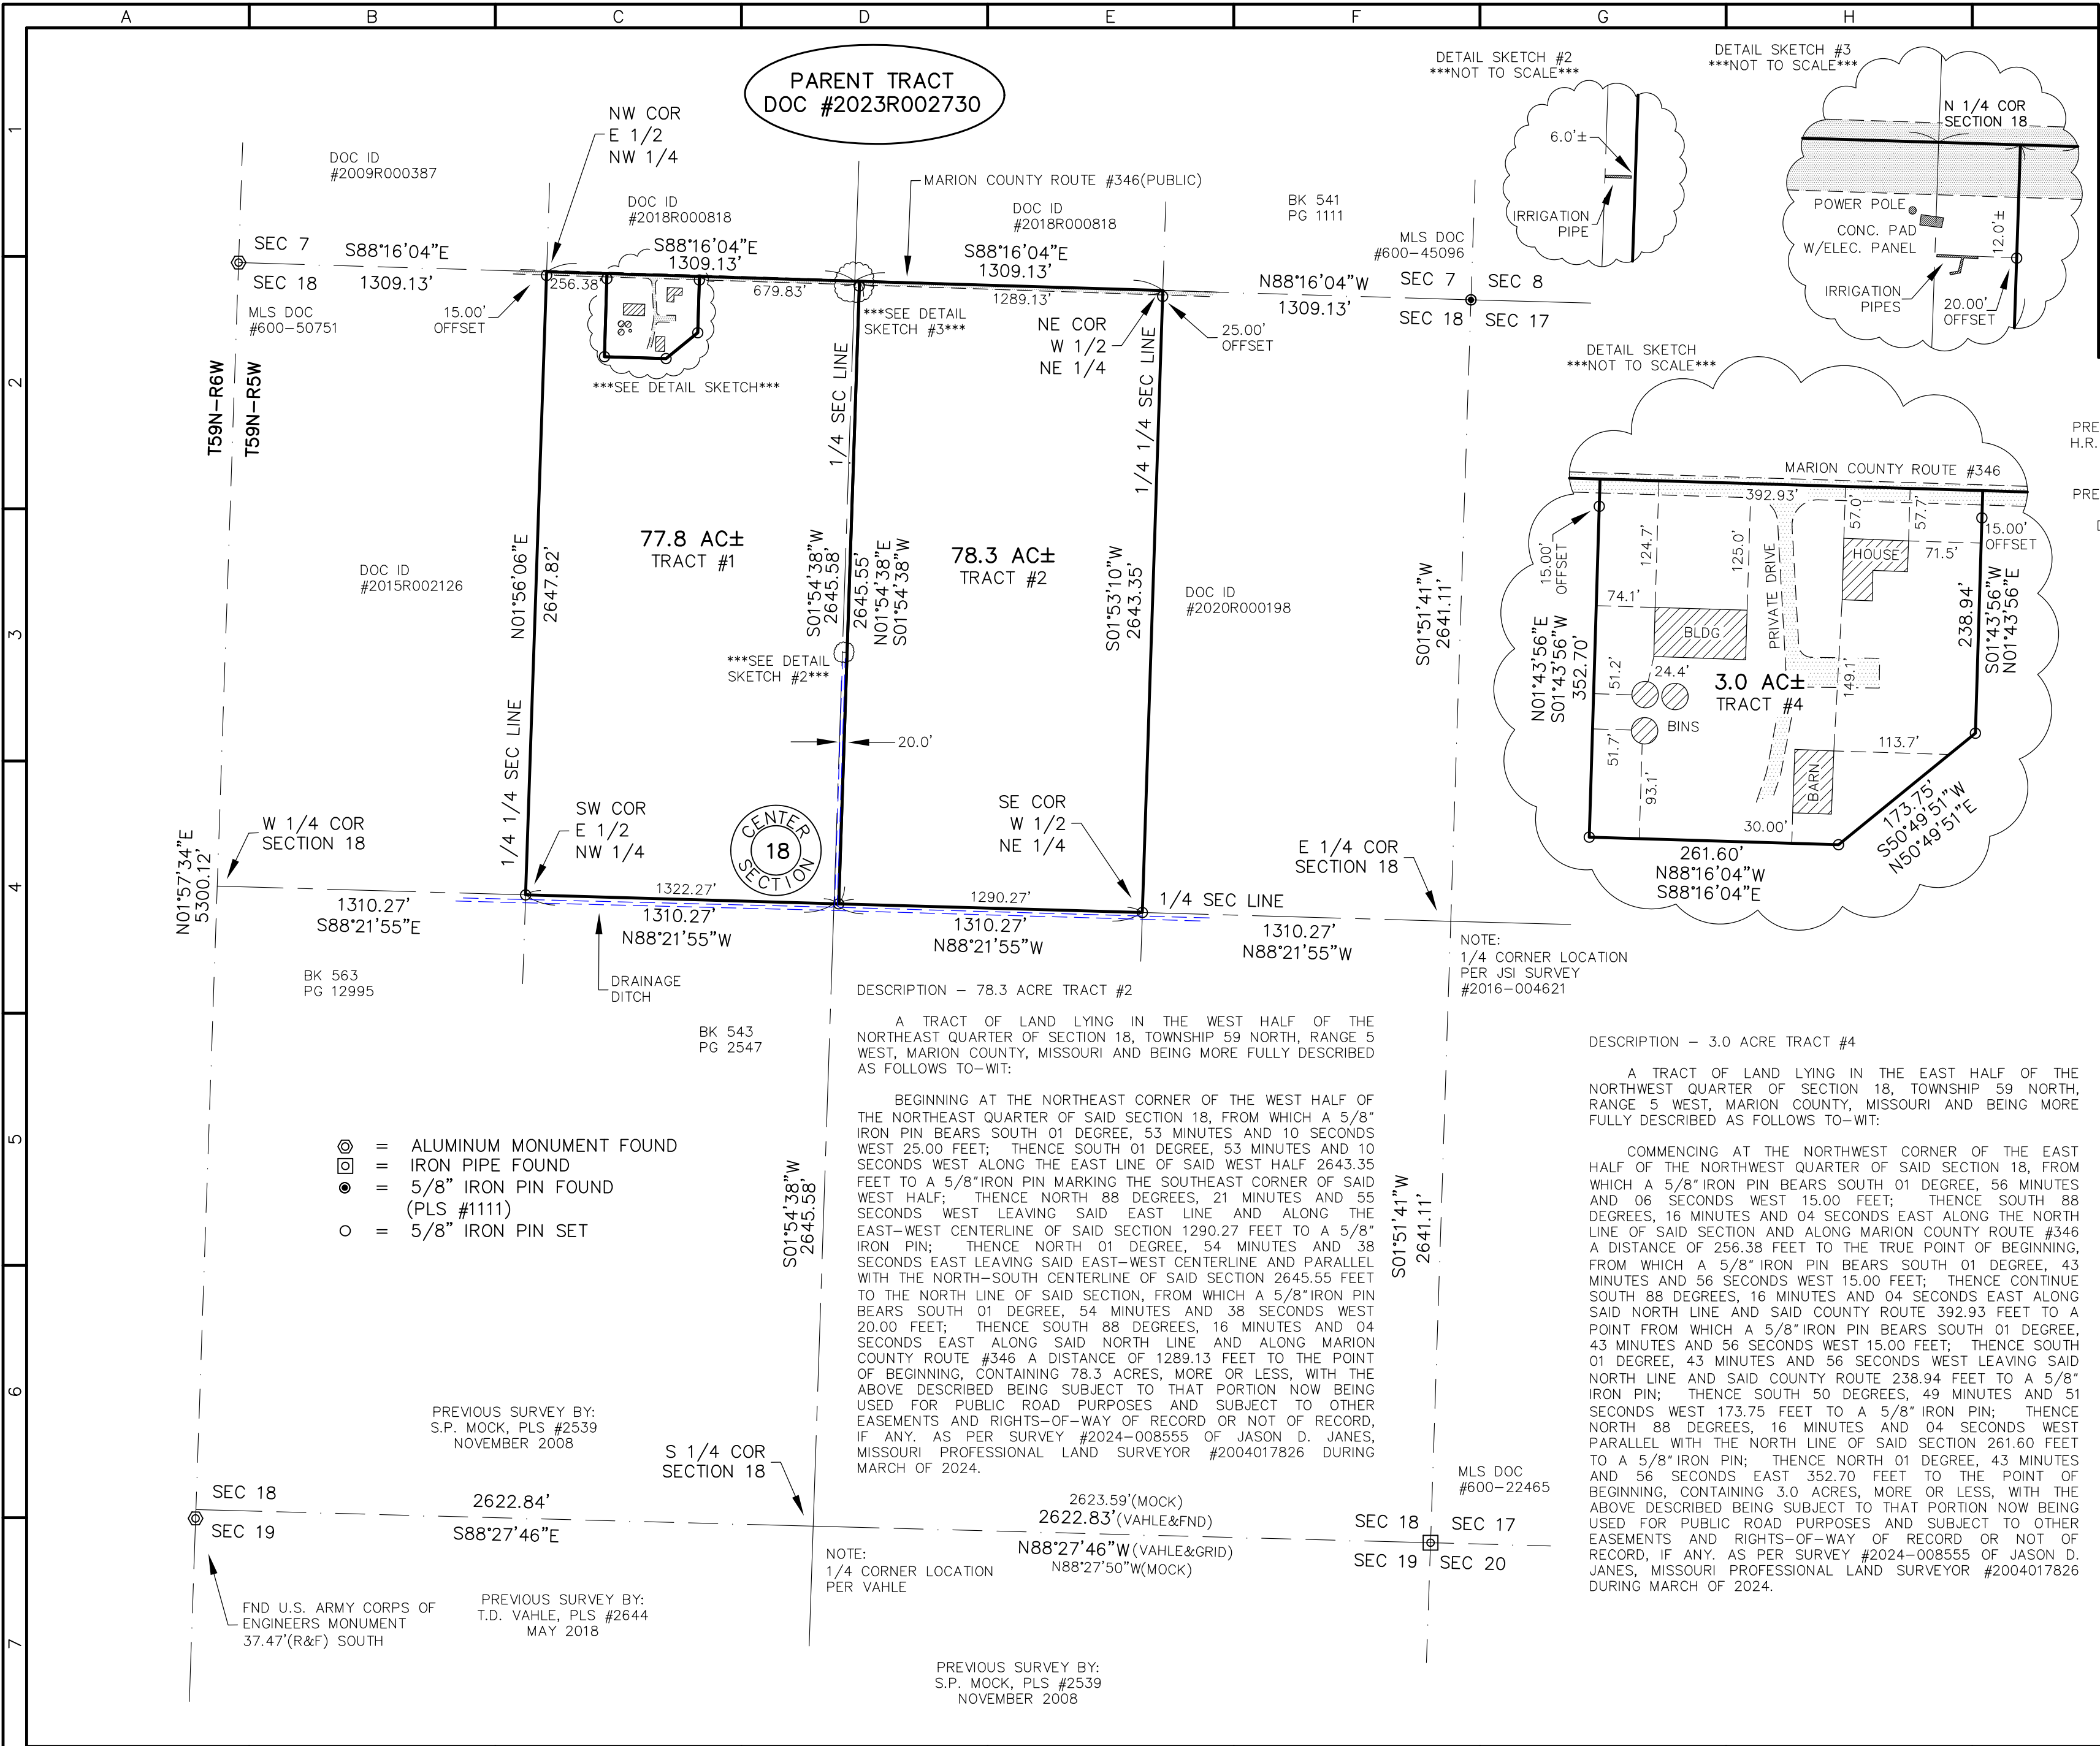 A B C D E F G H
1
2
3
4
5
6
7
PARENT TRACT
DOC #2023R002730
NW COR
E 1/2
NW 1/4
DOC ID
#2009R000387
DOC ID
#2018R000818
MARION COUNTY ROUTE #346(PUBLIC)
DOC ID
#2018R000818
BK 541
PG 1111
MLS DOC
#600-45096
SEC 7
SEC 18
S88°16'04"E
1309.13'
S88°16'04"E
1309.13'
S88°16'04"E
1309.13'
N88°16'04"W
1309.13'
SEC 7 SEC 8
SEC 18 SEC 17
MLS DOC
#600-50751
15.00'
OFFSET
256.38'
679.83'
1289.13'
***SEE DETAIL
SKETCH #3***
NE COR
W 1/2
NE 1/4
25.00'
OFFSET
***SEE DETAIL SKETCH***
T59N-R6W
T59N-R5W
1/4 SEC LINE
1/4 1/4 SEC LINE
77.8 AC±
TRACT #1
78.3 AC±
TRACT #2
DOC ID
#2015R002126
N01°56'06"E
2647.82'
S01°54'38"W
2645.58'
2645.55'
N01°54'38"E
S01°54'38"W
S01°53'10"W
2643.35'
DOC ID
#2020R000198
S01°51'41"W
2641.11'
***SEE DETAIL
SKETCH #2***
20.0'
1/4 1/4 SEC LINE
W 1/4 COR
SECTION 18
SW COR
E 1/2
NW 1/4
CENTER
18
SECTION
SE COR
W 1/2
NE 1/4
E 1/4 COR
SECTION 18
N01°57'34"E
5300.12'
1310.27'
S88°21'55"E
1322.27'
1310.27'
N88°21'55"W
1290.27'
1310.27'
N88°21'55"W
1/4 SEC LINE
1310.27'
N88°21'55"W
BK 563
PG 12995
DRAINAGE
DITCH
BK 543
PG 2547
NOTE:
1/4 CORNER LOCATION
PER JSI SURVEY
#2016-004621
DETAIL SKETCH #2
***NOT TO SCALE***
6.0'±
IRRIGATION
PIPE
DETAIL SKETCH #3
***NOT TO SCALE***
N 1/4 COR
SECTION 18
POWER POLE
CONC. PAD
W/ELEC. PANEL
12.0'±
IRRIGATION
PIPES
20.00'
OFFSET
DETAIL SKETCH
***NOT TO SCALE***
PRE
H.R.
PRE
MARION COUNTY ROUTE #346
392.93'
15.00'
OFFSET
124.7'
125.0'
PRIVATE DRIVE
57.0'
57.7'
HOUSE
71.5'
15.00'
OFFSET
74.1'
BLDG
51.2'
24.4'
3.0 AC±
TRACT #4
149.1'
238.94'
S01°43'56"W
N01°43'56"E
N01°43'56"E
S01°43'56"W
352.70'
BINS
51.7'
93.1'
113.7'
BARN
30.00'
173.75'
S50°49'51"W
N50°49'51"E
261.60'
N88°16'04"W
S88°16'04"E
DESCRIPTION - 78.3 ACRE TRACT #2
A TRACT OF LAND LYING IN THE WEST HALF OF THE
NORTHEAST QUARTER OF SECTION 18, TOWNSHIP 59 NORTH, RANGE 5
WEST, MARION COUNTY, MISSOURI AND BEING MORE FULLY DESCRIBED
AS FOLLOWS TO-WIT:
BEGINNING AT THE NORTHEAST CORNER OF THE WEST HALF OF
THE NORTHEAST QUARTER OF SAID SECTION 18, FROM WHICH A 5/8"
IRON PIN BEARS SOUTH 01 DEGREE, 53 MINUTES AND 10 SECONDS
WEST 25.00 FEET; THENCE SOUTH 01 DEGREE, 53 MINUTES AND 10
SECONDS WEST ALONG THE EAST LINE OF SAID WEST HALF 2643.35
FEET TO A 5/8"IRON PIN MARKING THE SOUTHEAST CORNER OF SAID
WEST HALF; THENCE NORTH 88 DEGREES, 21 MINUTES AND 55
SECONDS WEST LEAVING SAID EAST LINE AND ALONG THE
EAST-WEST CENTERLINE OF SAID SECTION 1290.27 FEET TO A 5/8"
IRON PIN; THENCE NORTH 01 DEGREE, 54 MINUTES AND 38
SECONDS EAST LEAVING SAID EAST-WEST CENTERLINE AND PARALLEL
WITH THE NORTH-SOUTH CENTERLINE OF SAID SECTION 2645.55 FEET
TO THE NORTH LINE OF SAID SECTION, FROM WHICH A 5/8"IRON PIN
BEARS SOUTH 01 DEGREE, 54 MINUTES AND 38 SECONDS WEST
20.00 FEET; THENCE SOUTH 88 DEGREES, 16 MINUTES AND 04
SECONDS EAST ALONG SAID NORTH LINE AND ALONG MARION
COUNTY ROUTE #346 A DISTANCE OF 1289.13 FEET TO THE POINT
OF BEGINNING, CONTAINING 78.3 ACRES, MORE OR LESS, WITH THE
ABOVE DESCRIBED BEING SUBJECT TO THAT PORTION NOW BEING
USED FOR PUBLIC ROAD PURPOSES AND SUBJECT TO OTHER
EASEMENTS AND RIGHTS-OF-WAY OF RECORD OR NOT OF RECORD,
IF ANY. AS PER SURVEY #2024-008555 OF JASON D. JANES,
MISSOURI PROFESSIONAL LAND SURVEYOR #2004017826 DURING
MARCH OF 2024.
DESCRIPTION - 3.0 ACRE TRACT #4
A TRACT OF LAND LYING IN THE EAST HALF OF THE
NORTHWEST QUARTER OF SECTION 18, TOWNSHIP 59 NORTH,
RANGE 5 WEST, MARION COUNTY, MISSOURI AND BEING MORE
FULLY DESCRIBED AS FOLLOWS TO-WIT:
COMMENCING AT THE NORTHWEST CORNER OF THE EAST
HALF OF THE NORTHWEST QUARTER OF SAID SECTION 18, FROM
WHICH A 5/8"IRON PIN BEARS SOUTH 01 DEGREE, 56 MINUTES
AND 06 SECONDS WEST 15.00 FEET; THENCE SOUTH 88
DEGREES, 16 MINUTES AND 04 SECONDS EAST ALONG THE NORTH
LINE OF SAID SECTION AND ALONG MARION COUNTY ROUTE #346
A DISTANCE OF 256.38 FEET TO THE TRUE POINT OF BEGINNING,
FROM WHICH A 5/8"IRON PIN BEARS SOUTH 01 DEGREE, 43
MINUTES AND 56 SECONDS WEST 15.00 FEET; THENCE CONTINUE
SOUTH 88 DEGREES, 16 MINUTES AND 04 SECONDS EAST ALONG
SAID NORTH LINE AND SAID COUNTY ROUTE 392.93 FEET TO A
POINT FROM WHICH A 5/8"IRON PIN BEARS SOUTH 01 DEGREE,
43 MINUTES AND 56 SECONDS WEST 15.00 FEET; THENCE SOUTH
01 DEGREE, 43 MINUTES AND 56 SECONDS WEST LEAVING SAID
NORTH LINE AND SAID COUNTY ROUTE 238.94 FEET TO A 5/8"
IRON PIN; THENCE SOUTH 50 DEGREES, 49 MINUTES AND 51
SECONDS WEST 173.75 FEET TO A 5/8"IRON PIN; THENCE
NORTH 88 DEGREES, 16 MINUTES AND 04 SECONDS WEST
PARALLEL WITH THE NORTH LINE OF SAID SECTION 261.60 FEET
TO A 5/8"IRON PIN; THENCE NORTH 01 DEGREE, 43 MINUTES
AND 56 SECONDS EAST 352.70 FEET TO THE POINT OF
BEGINNING, CONTAINING 3.0 ACRES, MORE OR LESS, WITH THE
ABOVE DESCRIBED BEING SUBJECT TO THAT PORTION NOW BEING
USED FOR PUBLIC ROAD PURPOSES AND SUBJECT TO OTHER
EASEMENTS AND RIGHTS-OF-WAY OF RECORD OR NOT OF
RECORD, IF ANY. AS PER SURVEY #2024-008555 OF JASON D.
JANES, MISSOURI PROFESSIONAL LAND SURVEYOR #2004017826
DURING MARCH OF 2024.
= ALUMINUM MONUMENT FOUND
= IRON PIPE FOUND
= 5/8" IRON PIN FOUND
(PLS #1111)
= 5/8" IRON PIN SET
S01°54'38"W
2645.58'
S01°51'41"W
2641.11'
PREVIOUS SURVEY BY:
S.P. MOCK, PLS #2539
NOVEMBER 2008
S 1/4 COR
SECTION 18
MLS DOC
#600-22465
SEC 18
SEC 19
2622.84'
S88°27'46"E
2623.59'(MOCK)
2622.83'(VAHLE&FND)
N88°27'46"W(VAHLE&GRID)
N88°27'50"W(MOCK)
SEC 18 SEC 17
SEC 19 SEC 20
NOTE:
1/4 CORNER LOCATION
PER VAHLE
FND U.S. ARMY CORPS OF
ENGINEERS MONUMENT
37.47'(R&F) SOUTH
PREVIOUS SURVEY BY:
T.D. VAHLE, PLS #2644
MAY 2018
PREVIOUS SURVEY BY:
S.P. MOCK, PLS #2539
NOVEMBER 2008